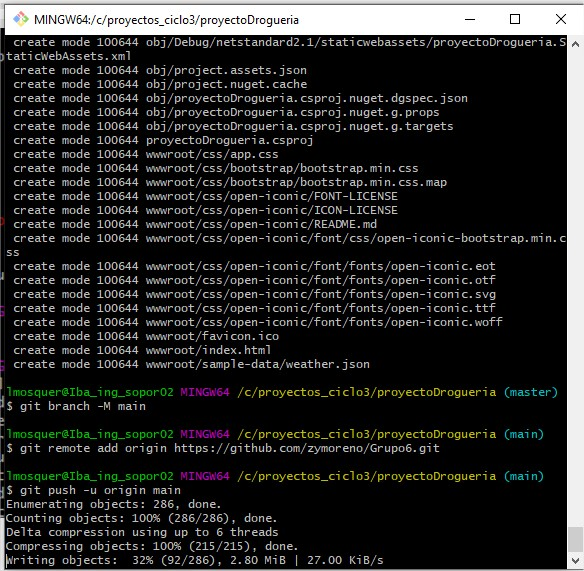 MINGW64:/c/proyectos_ciclo3/proyectoDrogueria
create mode 100644 obj/Debug/netstandard2.1/staticwebassets/proyectoDrogueria.S
taticWebAssets.xml
create mode 100644 obj/project.assets.json
create mode 100644 obj/project.nuget.cache
create mode 100644 obj/proyectoDrogueria.csproj.nuget.dgspec.json
create mode 100644 obj/proyectoDrogueria.csproj.nuget.g.props
create mode 100644 obj/proyectoDrogueria.csproj.nuget.g.targets
create mode 100644 proyectoDrogueria.csproj
create mode 100644 wwwroot/css/app.css
create mode 100644 wwwroot/css/bootstrap/bootstrap.min.css
create mode 100644 wwwroot/css/bootstrap/bootstrap.min.css.map
create mode 100644 wwwroot/css/open-iconic/FONT-LICENSE
create mode 100644 wwwroot/css/open-iconic/ICON-LICENSE
create mode 100644 wwwroot/css/open-iconic/README.md
create mode 100644 wwwroot/css/open-iconic/font/css/open-iconic-bootstrap.min.c
ss
create mode 100644 wwwroot/css/open-iconic/font/fonts/open-iconic.eot
create mode 100644 wwwroot/css/open-iconic/font/fonts/open-iconic.otf
create mode 100644 wwwroot/css/open-iconic/font/fonts/open-iconic.svg
create mode 100644 wwwroot/css/open-iconic/font/fonts/open-iconic.ttf
create mode 100644 wwwroot/css/open-iconic/font/fonts/open-iconic.woff
create mode 100644 wwwroot/favicon.ico
create mode 100644 wwwroot/index.html
create mode 100644 wwwroot/sample-data/weather.json
lmosquer@Iba_ing_sopor02 MINGW64 /c/proyectos_ciclo3/proyectoDrogueria (master)
$ git branch -M main
lmosquer@Iba_ing_sopor02 MINGW64 /c/proyectos_ciclo3/proyectoDrogueria (main)
$ git remote add origin https://github.com/zymoreno/Grupo6.git
lmosquer@Iba_ing_sopor02 MINGW64 /c/proyectos_ciclo3/proyectoDrogueria (main)
$ git push -u origin main
Enumerating objects: 286, done.
Counting objects: 100% (286/286), done.
Delta compression using up to 6 threads
Compressing objects: 100% (215/215), done.
Writing objects:  32% (92/286), 2.80 MiB | 27.00 KiB/s